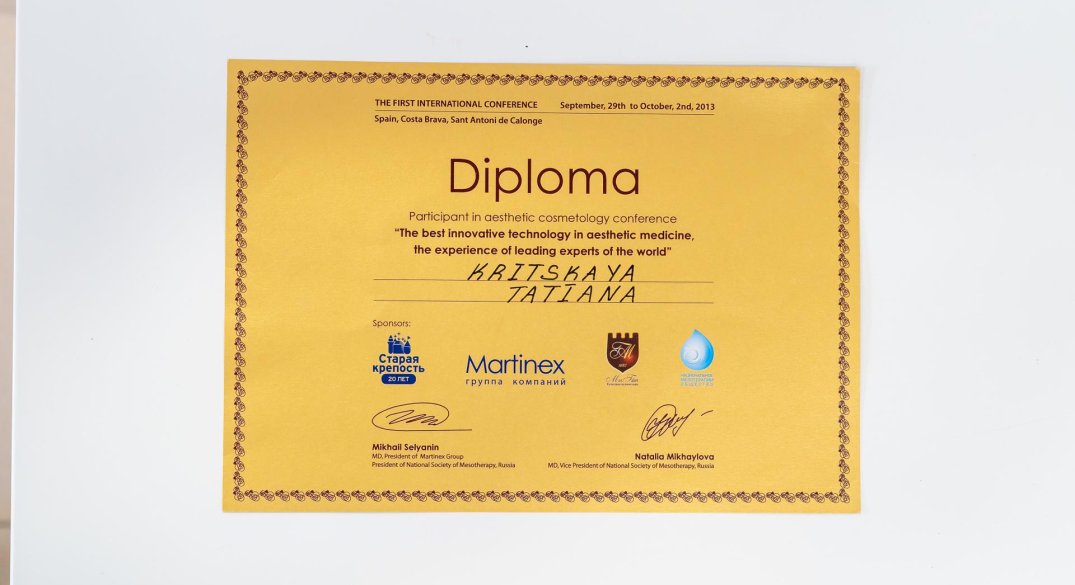 THE FIRST INTERNATIONAL CONFERENCE September, 29th to October, 2nd, 2013
Spain, Costa Brava, Sant Antoni de Calonge
Diploma
Participant in aesthetic cosmetology conference
"The best innovative technology in aesthetic medicine,
the experience of leading experts of the world"
KRITSKAYA
TATIANA
Sponsors:
Старая
крепость
20 ЛЕТ
Martinex
группа компаний
НАЦИОНАЛЬНОЕ
МЕЗОТЕРАПИИ
ОБЩЕСТВО
Mikhail Selyanin
MD, President of Martinex Group
President of National Society of Mesotherapy, Russia
Natalia Mikhaylova
MD, Vice President of National Society of Mesotherapy, Russia